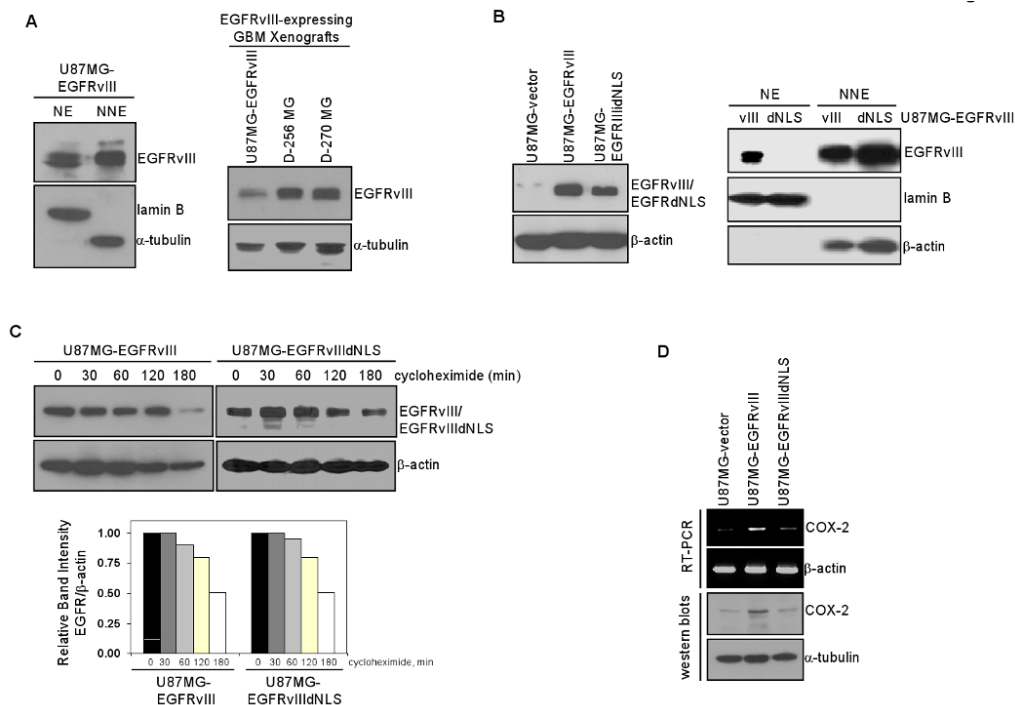 A
U87MG-
EGFRvIII
NE NNE
EGFRvIII
lamin B
α-tubulin
EGFRvIII-expressing
GBM Xenografts
U87MG-EGFRvIII
D-256 MG
D-270 MG
EGFRvIII
α-tubulin
B
U87MG-vector
U87MG-EGFRvIII
U87MG-
EGFRIIIdNLS
EGFRvIII/
EGFRdNLS
β-actin
NE NNE
vIII dNLS vIII dNLS U87MG-EGFRvIII
EGFRvIII
lamin B
β-actin
C
U87MG-EGFRvIII U87MG-EGFRvIIIdNLS
0 30 60 120 180 0 30 60 120 180 cycloheximide (min)
EGFRvIII/
EGFRvIIIdNLS
β-actin
Relative Band Intensity
EGFR/β-actin
1.00
0.75
0.50
0.25
0.00
0 30 60 120 180 0 30 60 120 180 cycloheximide, min
U87MG-
EGFRvIII
U87MG-
EGFRvIIIdNLS
D
U87MG-vector
U87MG-EGFRvIII
U87MG-EGFRvIIIdNLS
RT-PCR
COX-2
β-actin
western blots
COX-2
α-tubulin